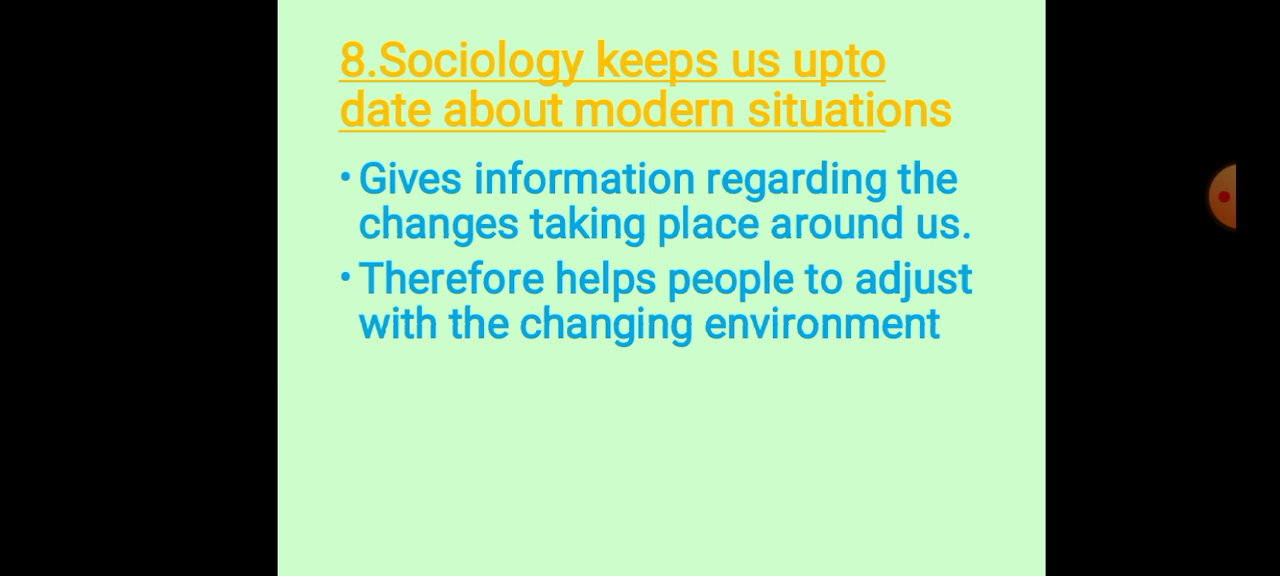 8.Sociology keeps us upto
date about modern situations
• Gives information regarding the
changes taking place around us.
• Therefore helps people to adjust
with the changing environment